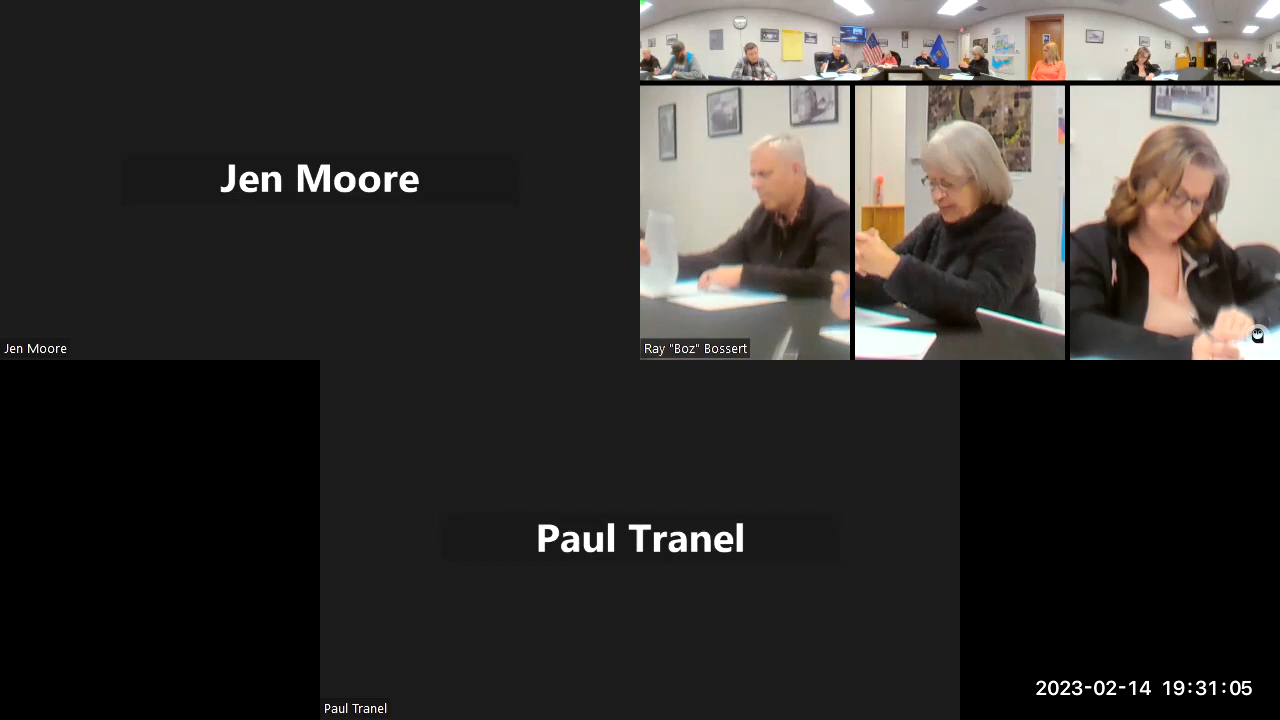 Jen Moore
Jen Moore
Ray "Boz" Bossert
Paul Tranel
Paul Tranel
2023-02-14 19:31:05